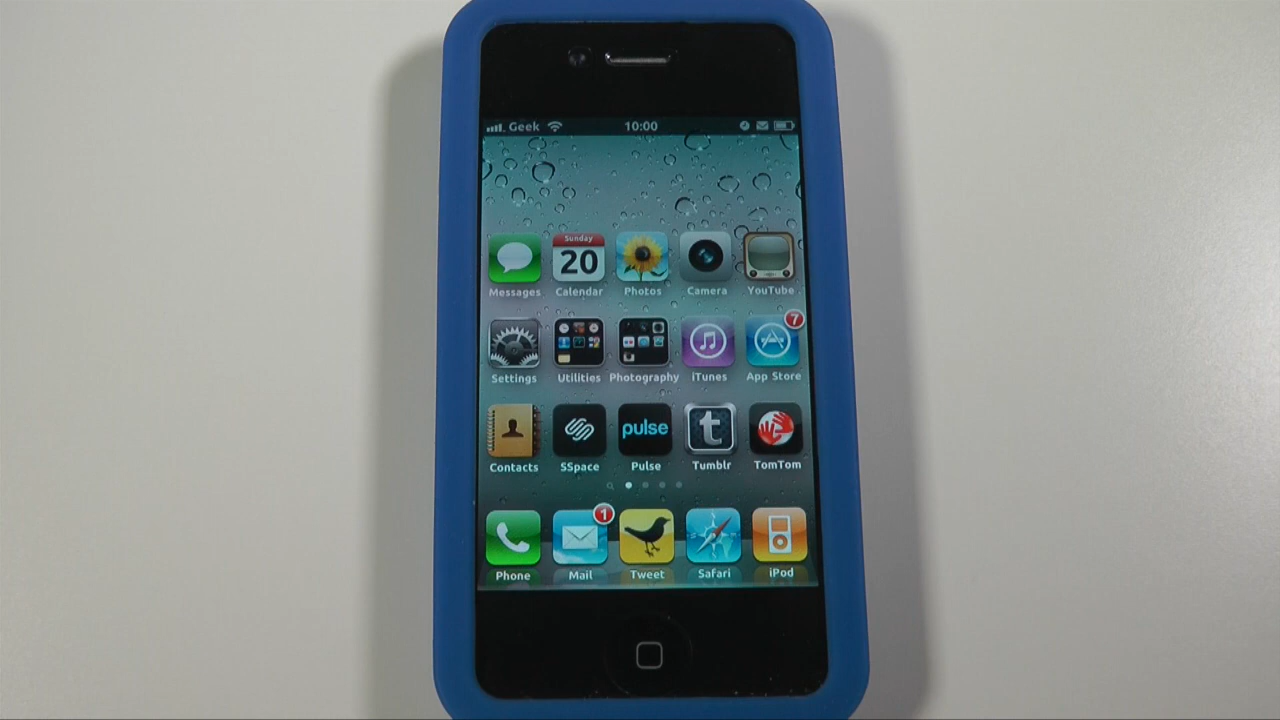 Geek 10:00
Sunday
20
Messages Calendar Photos Camera YouTube
7
Settings Utilities Photography iTunes App Store
pulse t
Contacts SSpace Pulse Tumblr TomTom
1
Phone Mail Tweet Safari iPod